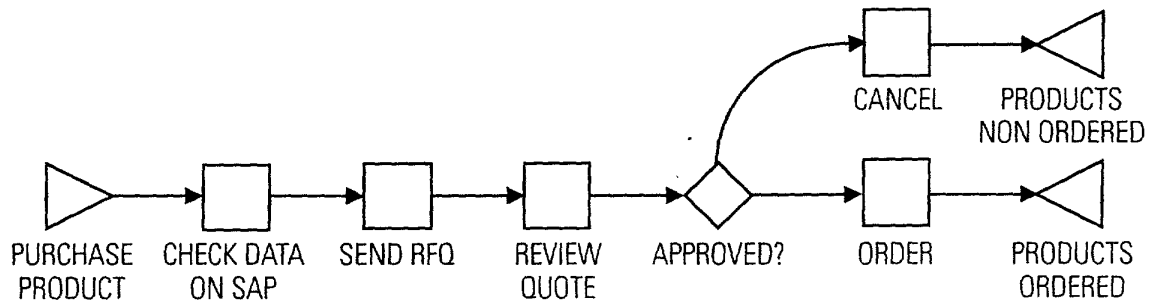 CANCEL
PRODUCTS
NON ORDERED
PURCHASE
PRODUCT
CHECK DATA
ON SAP
SEND RFQ
REVIEW
QUOTE
APPROVED?
ORDER
PRODUCTS
ORDERED